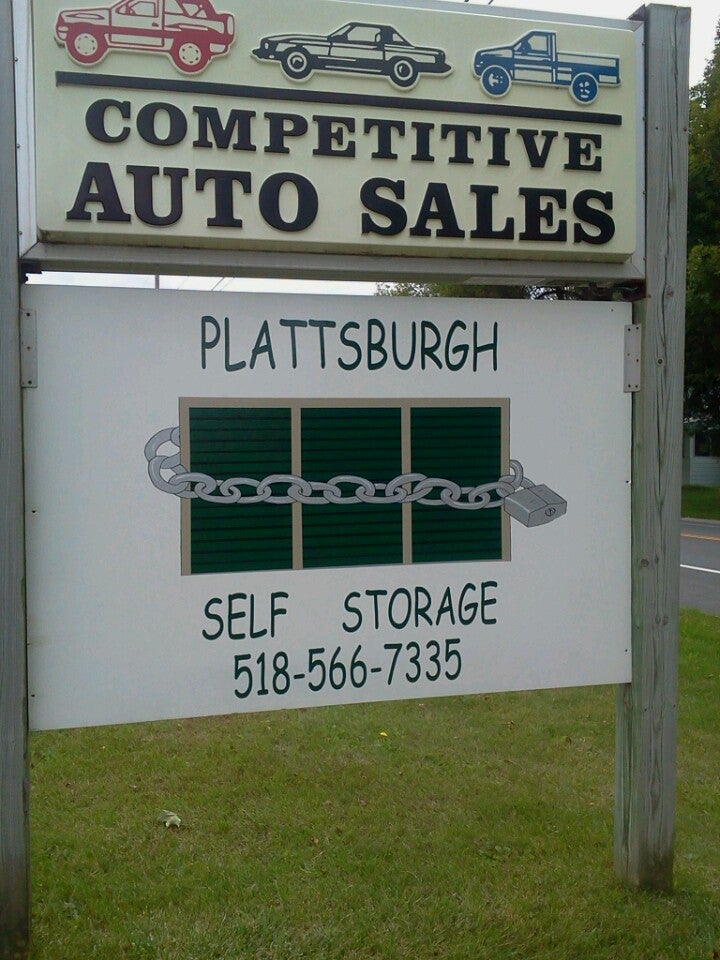 COMPETITIVE
AUTO SALES
PLATTSBURGH
SELF STORAGE
518-566-7335